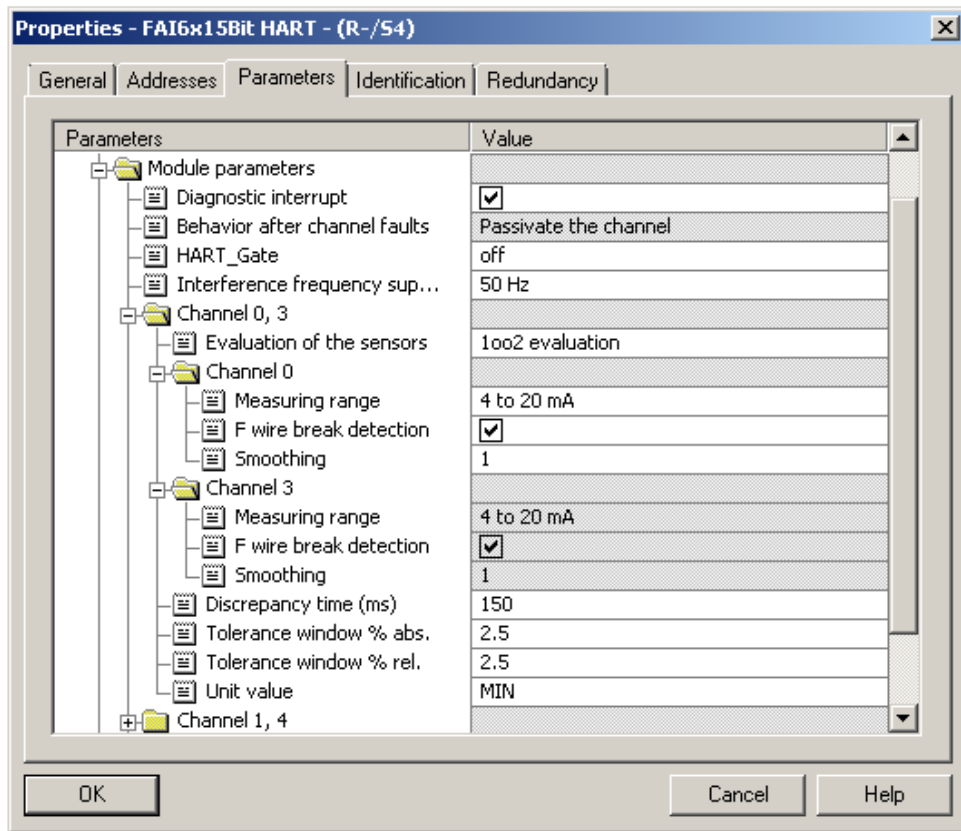 Properties - FAI6x15Bit HART - (R-/S4)
General Addresses Parameters Identification Redundancy
Parameters Value
Module parameters
Diagnostic interrupt
Behavior after channel faults Passivate the channel
HART_Gate off
Interference frequency sup... 50 Hz
Channel 0, 3
Evaluation of the sensors 1oo2 evaluation
Channel 0
Measuring range 4 to 20 mA
F wire break detection
Smoothing 1
Channel 3
Measuring range 4 to 20 mA
F wire break detection
Smoothing 1
Discrepancy time (ms) 150
Tolerance window % abs. 2.5
Tolerance window % rel. 2.5
Unit value MIN
Channel 1, 4
OK Cancel Help